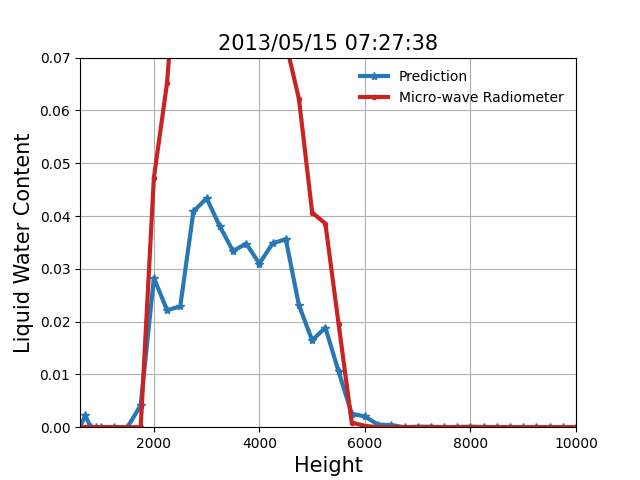 2013/05/15 07:27:38
Prediction
Micro-wave Radiometer
Liquid Water Content
0.07
0.06
0.05
0.04
0.03
0.02
0.01
0.00
2000 4000 6000 8000 10000
Height